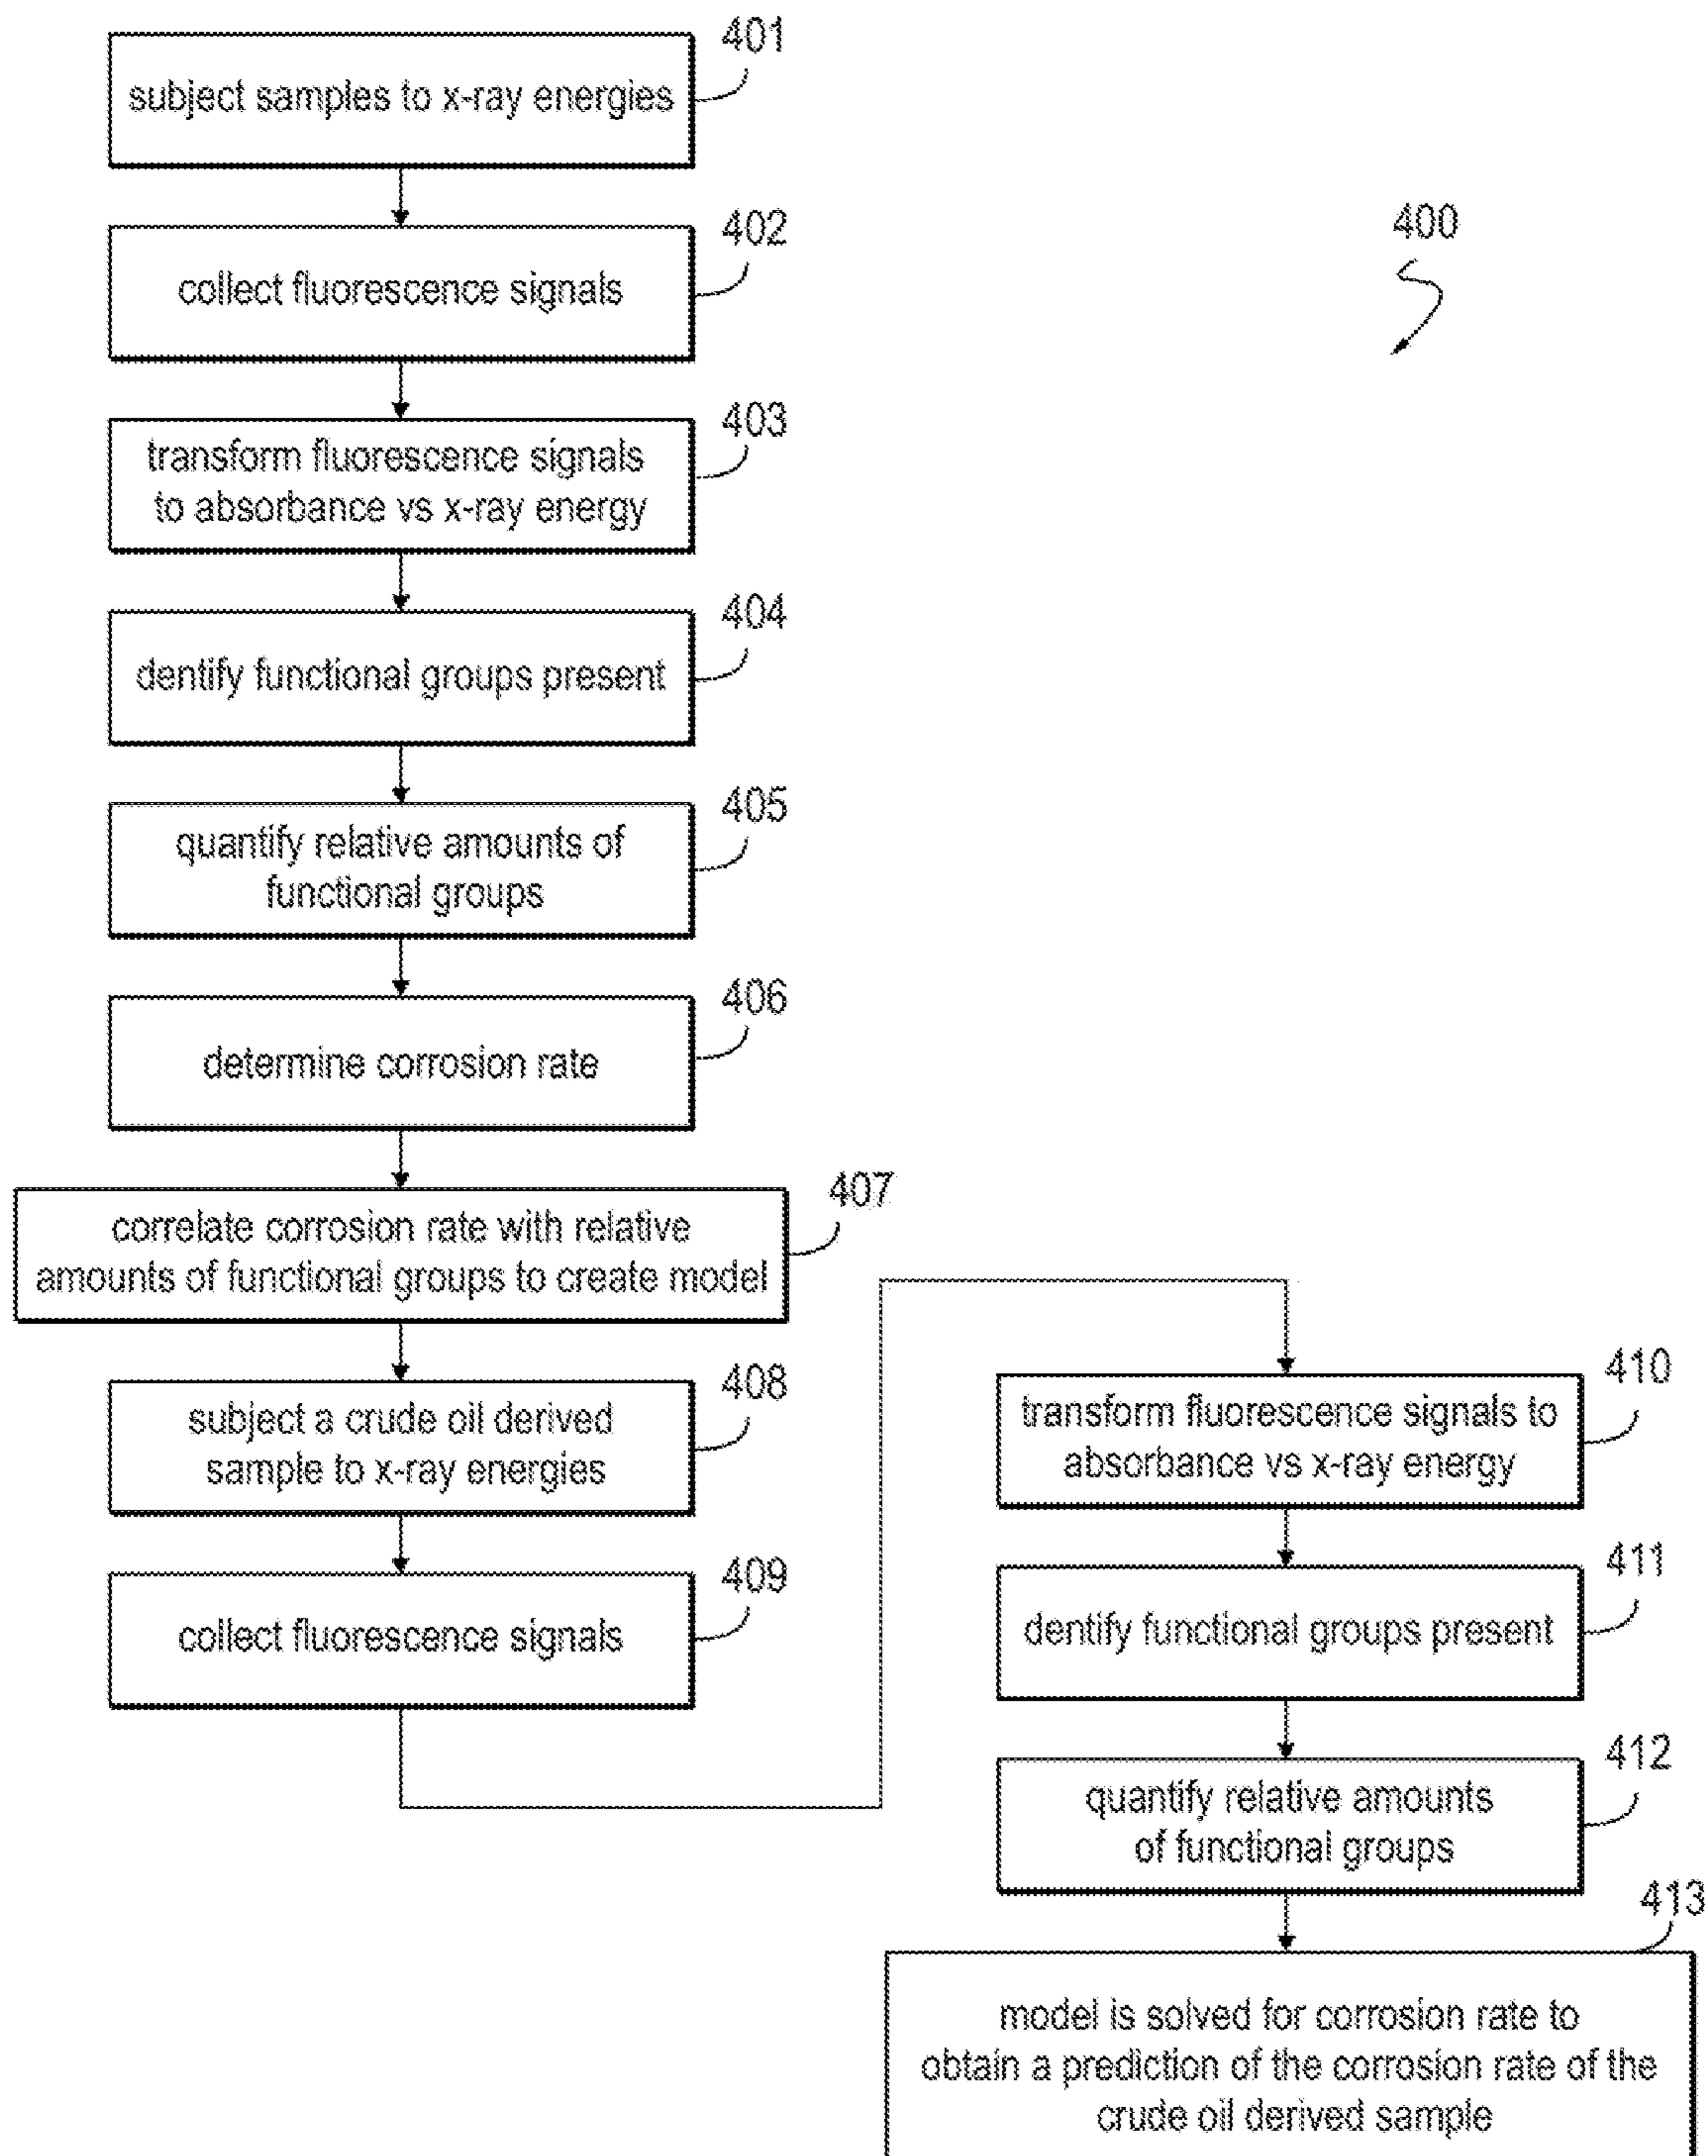 401
subject samples to x-ray energies
402
collect fluorescence signals
400
403
transform fluorescence signals
to absorbance vs x-ray energy
404
dentify functional groups present
405
quantify relative amounts of
functional groups
406
determine corrosion rate
407
correlate corrosion rate with relative
amounts of functional groups to create model
408
subject a crude oil derived
sample to x-ray energies
409
collect fluorescence signals
410
transform fluorescence signals to
absorbance vs x-ray energy
411
dentify functional groups present
412
quantify relative amounts
of functional groups
413
model is solved for corrosion rate to
obtain a prediction of the corrosion rate of the
crude oil derived sample